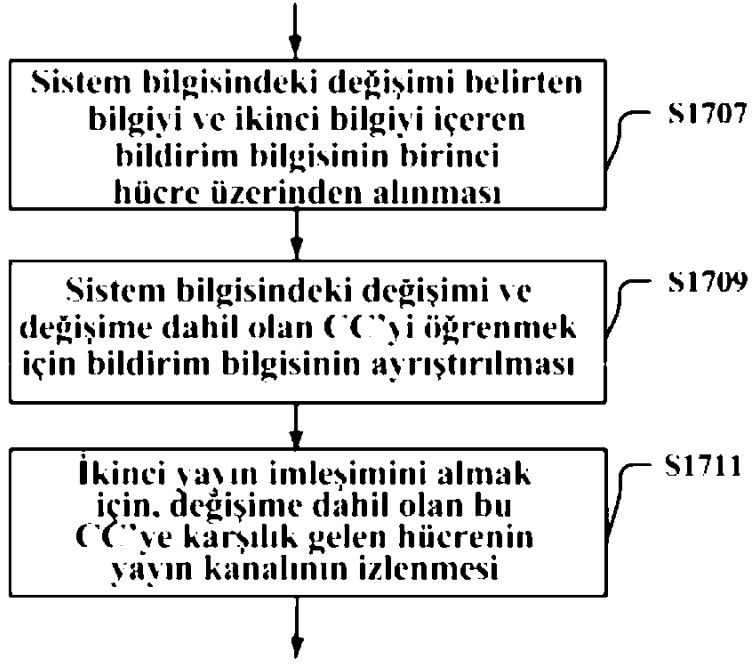 Sistem bilgisindeki değişimi belirten
bilgiyi ve ikinci bilgiyi içeren
bildirim bilgisinin birinci
hücre üzerinden alınması
S1707
Sistem bilgisindeki değişimi ve
değişime dahil olan CC'yi öğrenmek
için bildirim bilgisinin ayrıştırılması
S1709
İkinci yayın imleşimini almak
için, değişime dahil olan bu
CC'ye karşılık gelen hücrenin
yayın kanalının izlenmesi
S1711